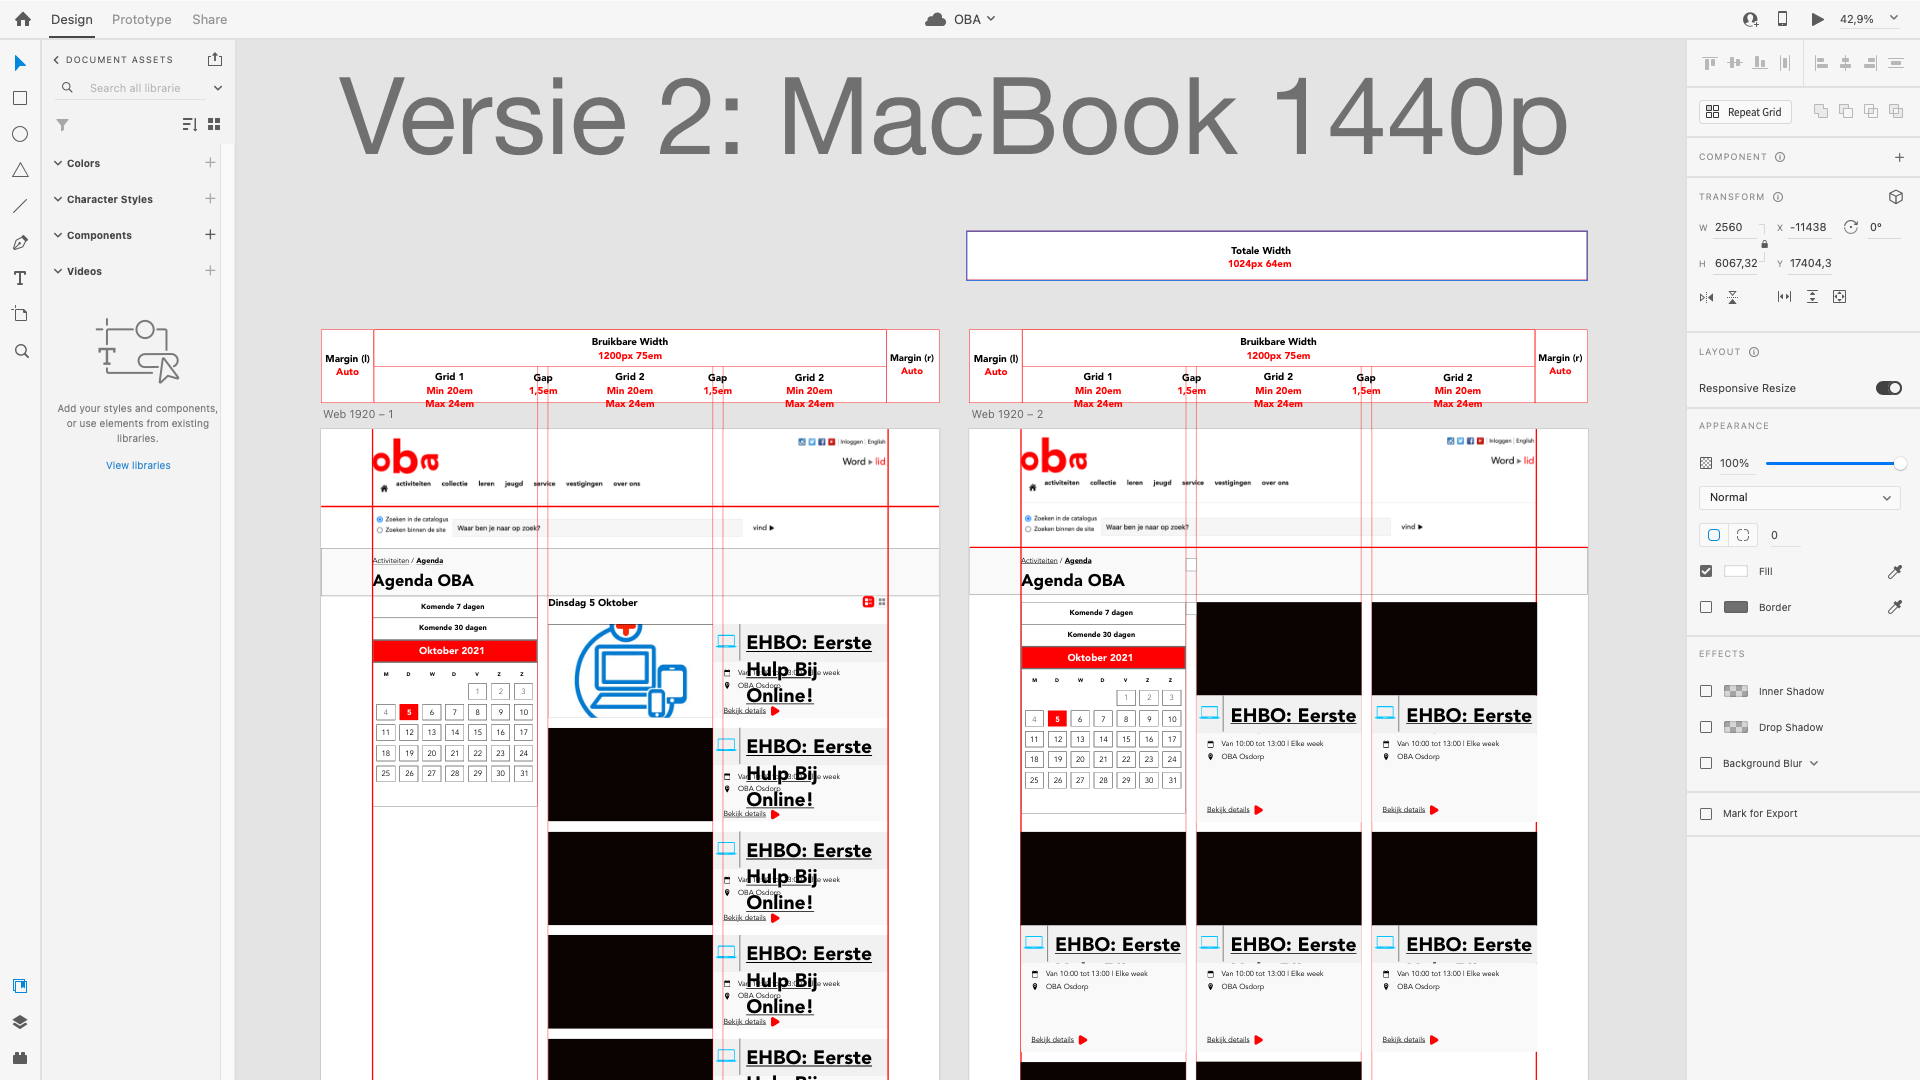 Design Prototype Share
OBA
42,9%
DOCUMENT ASSETS
Search all librarie
Colors
Character Styles
Components
Videos
Add your styles and components,
or use elements from existing
libraries.
View libraries
Versie 2: MacBook 1440p
Totale Width
1024px 64em
Margin (l)
Auto
Bruikbare Width
1200px 75em
Grid 1
Min 20em
Max 24em
Gap
1,5em
Grid 2
Min 20em
Max 24em
Gap
1,5em
Grid 2
Min 20em
Max 24em
Margin (r)
Auto
Web 1920 – 1
oba
Inloggen | English
Word lid
activiteiten collectie leren jeugd service vestigingen over ons
Zoeken in de catalogus
Zoeken binnen de site
Waar ben je naar op zoek?
vind
Activiteiten / Agenda
Agenda OBA
Komende 7 dagen
Komende 30 dagen
Oktober 2021
M D W D V Z Z
1 2 3
4 5 6 7 8 9 10
11 12 13 14 15 16 17
18 19 20 21 22 23 24
25 26 27 28 29 30 31
Dinsdag 5 Oktober
EHBO: Eerste
Hulp Bij
Online!
OBA Osdorp
Bekijk details
EHBO: Eerste
Hulp Bij
Online!
OBA Osdorp
Bekijk details
EHBO: Eerste
Hulp Bij
Online!
OBA Osdorp
Bekijk details
EHBO: Eerste
Hulp Bij
Online!
OBA Osdorp
Bekijk details
EHBO: Eerste
Margin (l)
Auto
Bruikbare Width
1200px 75em
Grid 1
Min 20em
Max 24em
Gap
1,5em
Grid 2
Min 20em
Max 24em
Gap
1,5em
Grid 2
Min 20em
Max 24em
Margin (r)
Auto
Web 1920 – 2
oba
Inloggen | English
Word lid
activiteiten collectie leren jeugd service vestigingen over ons
Zoeken in de catalogus
Zoeken binnen de site
Waar ben je naar op zoek?
vind
Activiteiten / Agenda
Agenda OBA
Komende 7 dagen
Komende 30 dagen
Oktober 2021
M D W D V Z Z
1 2 3
4 5 6 7 8 9 10
11 12 13 14 15 16 17
18 19 20 21 22 23 24
25 26 27 28 29 30 31
EHBO: Eerste
Van 10:00 tot 13:00 | Elke week
OBA Osdorp
Bekijk details
EHBO: Eerste
Van 10:00 tot 13:00 | Elke week
OBA Osdorp
Bekijk details
EHBO: Eerste
Van 10:00 tot 13:00 | Elke week
OBA Osdorp
Bekijk details
EHBO: Eerste
Van 10:00 tot 13:00 | Elke week
OBA Osdorp
Bekijk details
EHBO: Eerste
Van 10:00 tot 13:00 | Elke week
OBA Osdorp
Bekijk details
Repeat Grid
COMPONENT
TRANSFORM
W 2560 X -11438 0°
H 6067,32 Y 17404,3
LAYOUT
Responsive Resize
APPEARANCE
100%
Normal
0
Fill
Border
EFFECTS
Inner Shadow
Drop Shadow
Background Blur
Mark for Export